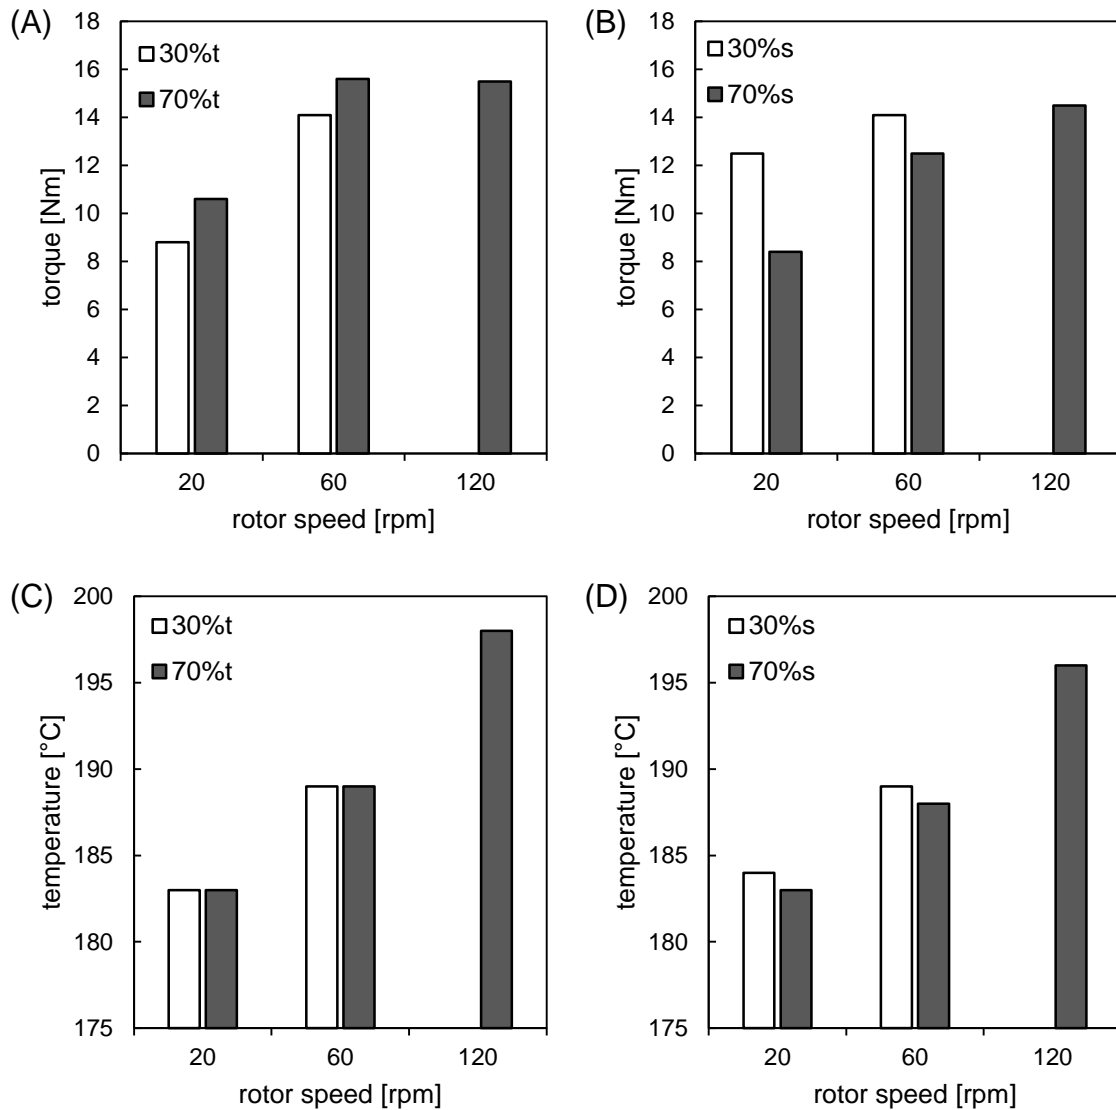 (A)
18
16
14
12
10
8
6
4
2
0
torque [Nm]
30%t
70%t
20 60 120
rotor speed [rpm]
(B)
18
16
14
12
10
8
6
4
2
0
torque [Nm]
30%s
70%s
20 60 120
rotor speed [rpm]
(C)
200
195
190
185
180
175
temperature [°C]
30%t
70%t
20 60 120
rotor speed [rpm]
(D)
200
195
190
185
180
175
temperature [°C]
30%s
70%s
20 60 120
rotor speed [rpm]